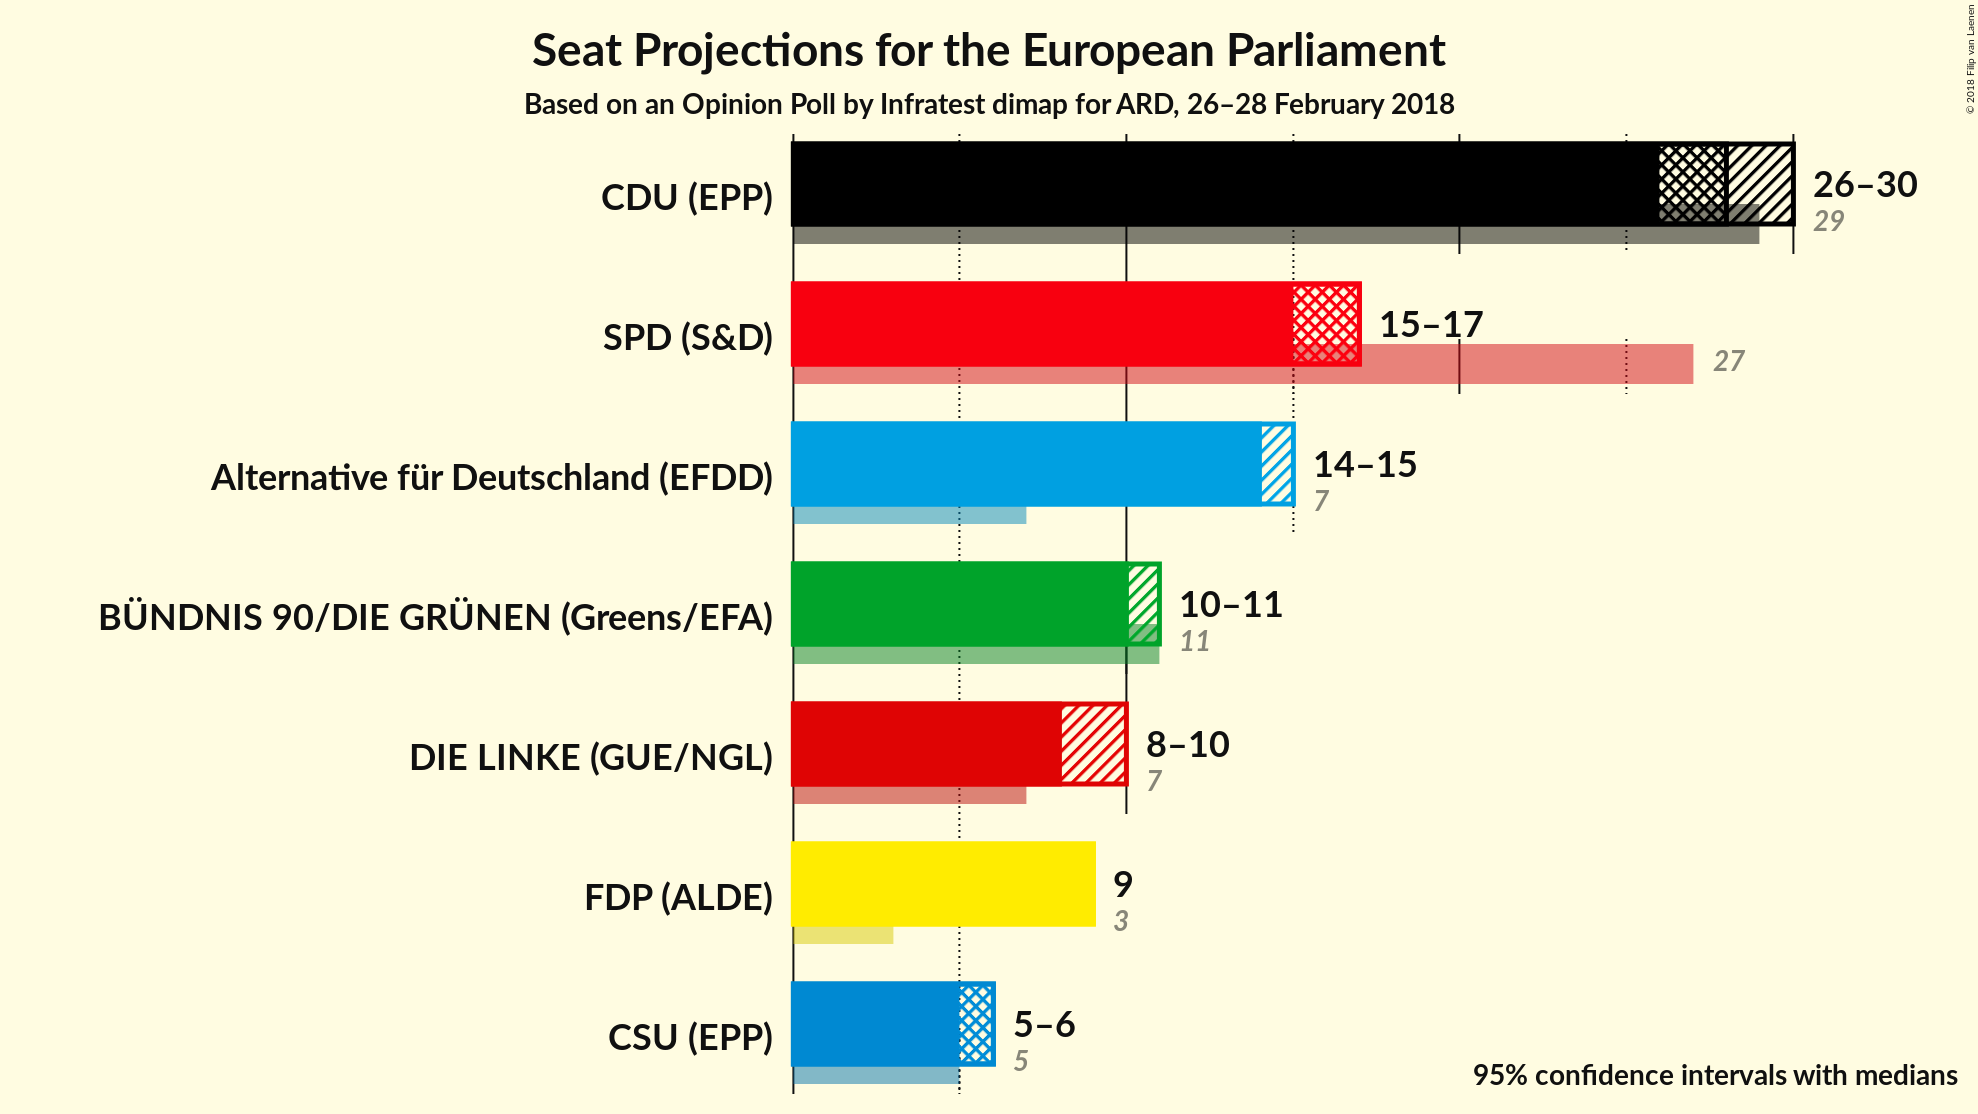 Seat Projections for the European Parliament
Based on an Opinion Poll by Infratest dimap for ARD, 26–28 February 2018
© 2018 Filip van Laenen
CDU (EPP)
26–30
29
SPD (S&D)
15–17
27
Alternative für Deutschland (EFDD)
14–15
7
BÜNDNIS 90/DIE GRÜNEN (Greens/EFA)
10–11
11
DIE LINKE (GUE/NGL)
8–10
7
FDP (ALDE)
9
3
CSU (EPP)
5–6
5
95% confidence intervals with medians